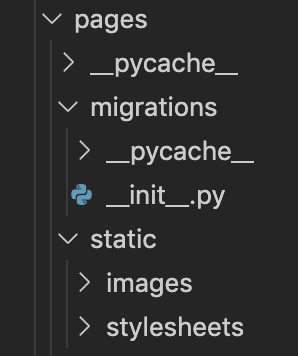 pages
__pycache__
migrations
__pycache__
__init__.py
static
images
stylesheets